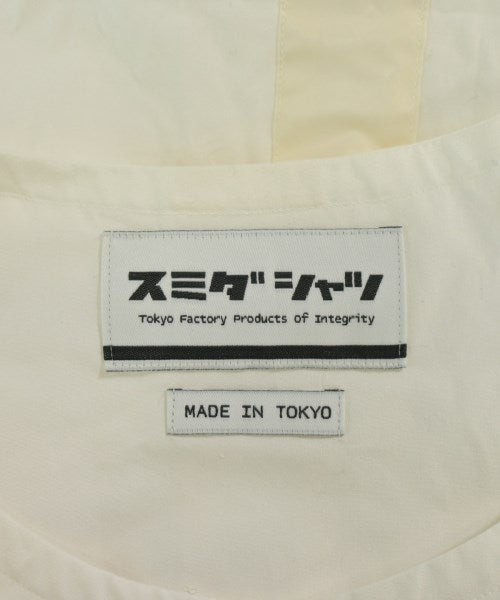 スミダシャツ
Tokyo Factory Products Of Integrity
MADE IN TOKYO